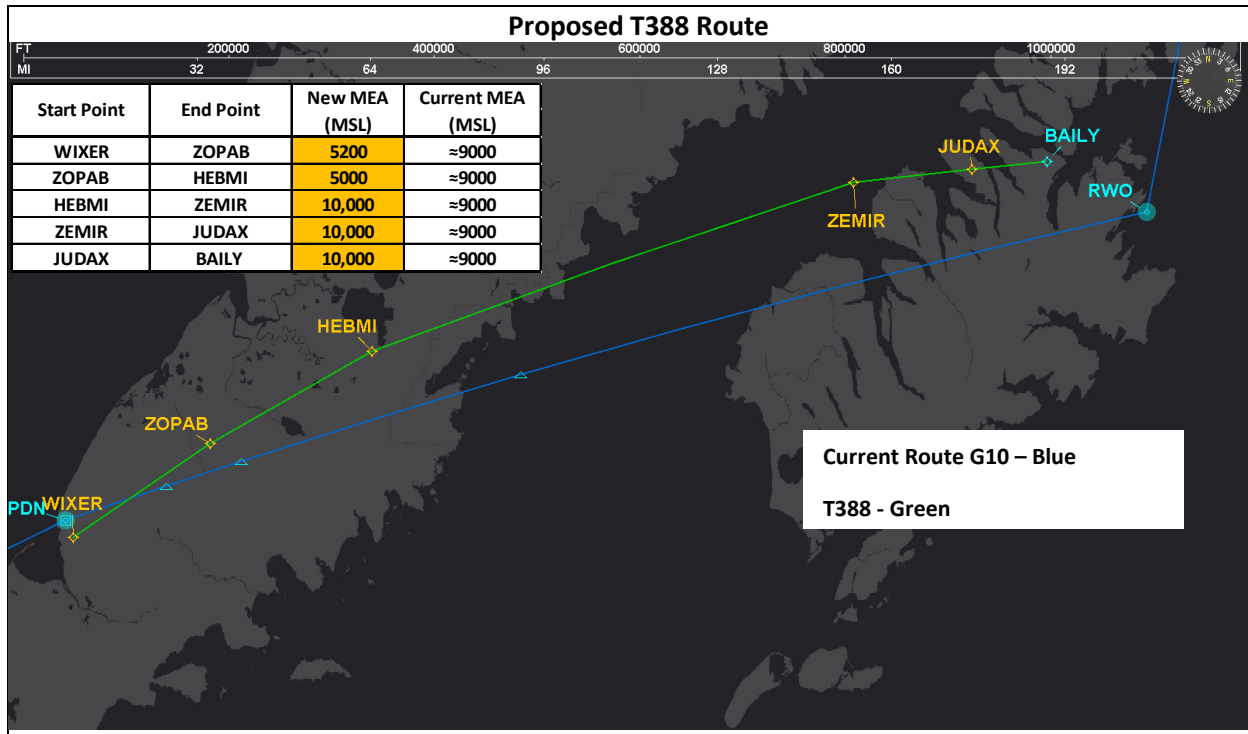 Proposed T388 Route
FT 200000 400000 600000 800000 1000000
MI 32 64 96 128 160 192
Start Point End Point New MEA (MSL) Current MEA (MSL)
WIXER ZOPAB 5200 ≈9000
ZOPAB HEBMI 5000 ≈9000
HEBMI ZEMIR 10,000 ≈9000
ZEMIR JUDAX 10,000 ≈9000
JUDAX BAILY 10,000 ≈9000
BAILY
JUDAX
RWO
ZEMIR
HEBMI
ZOPAB
WIXER
PDN
Current Route G10 – Blue
T388 - Green